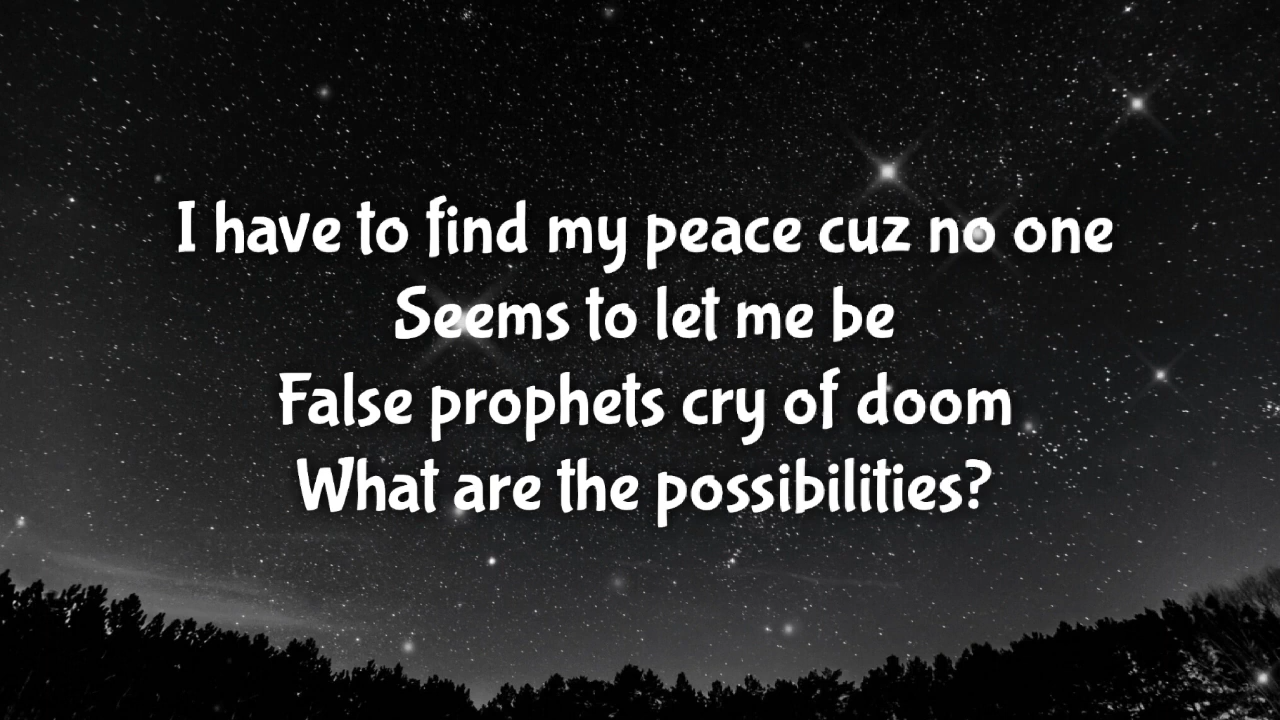 I have to find my peace cuz no one
Seems to let me be
False prophets cry of doom
What are the possibilities?